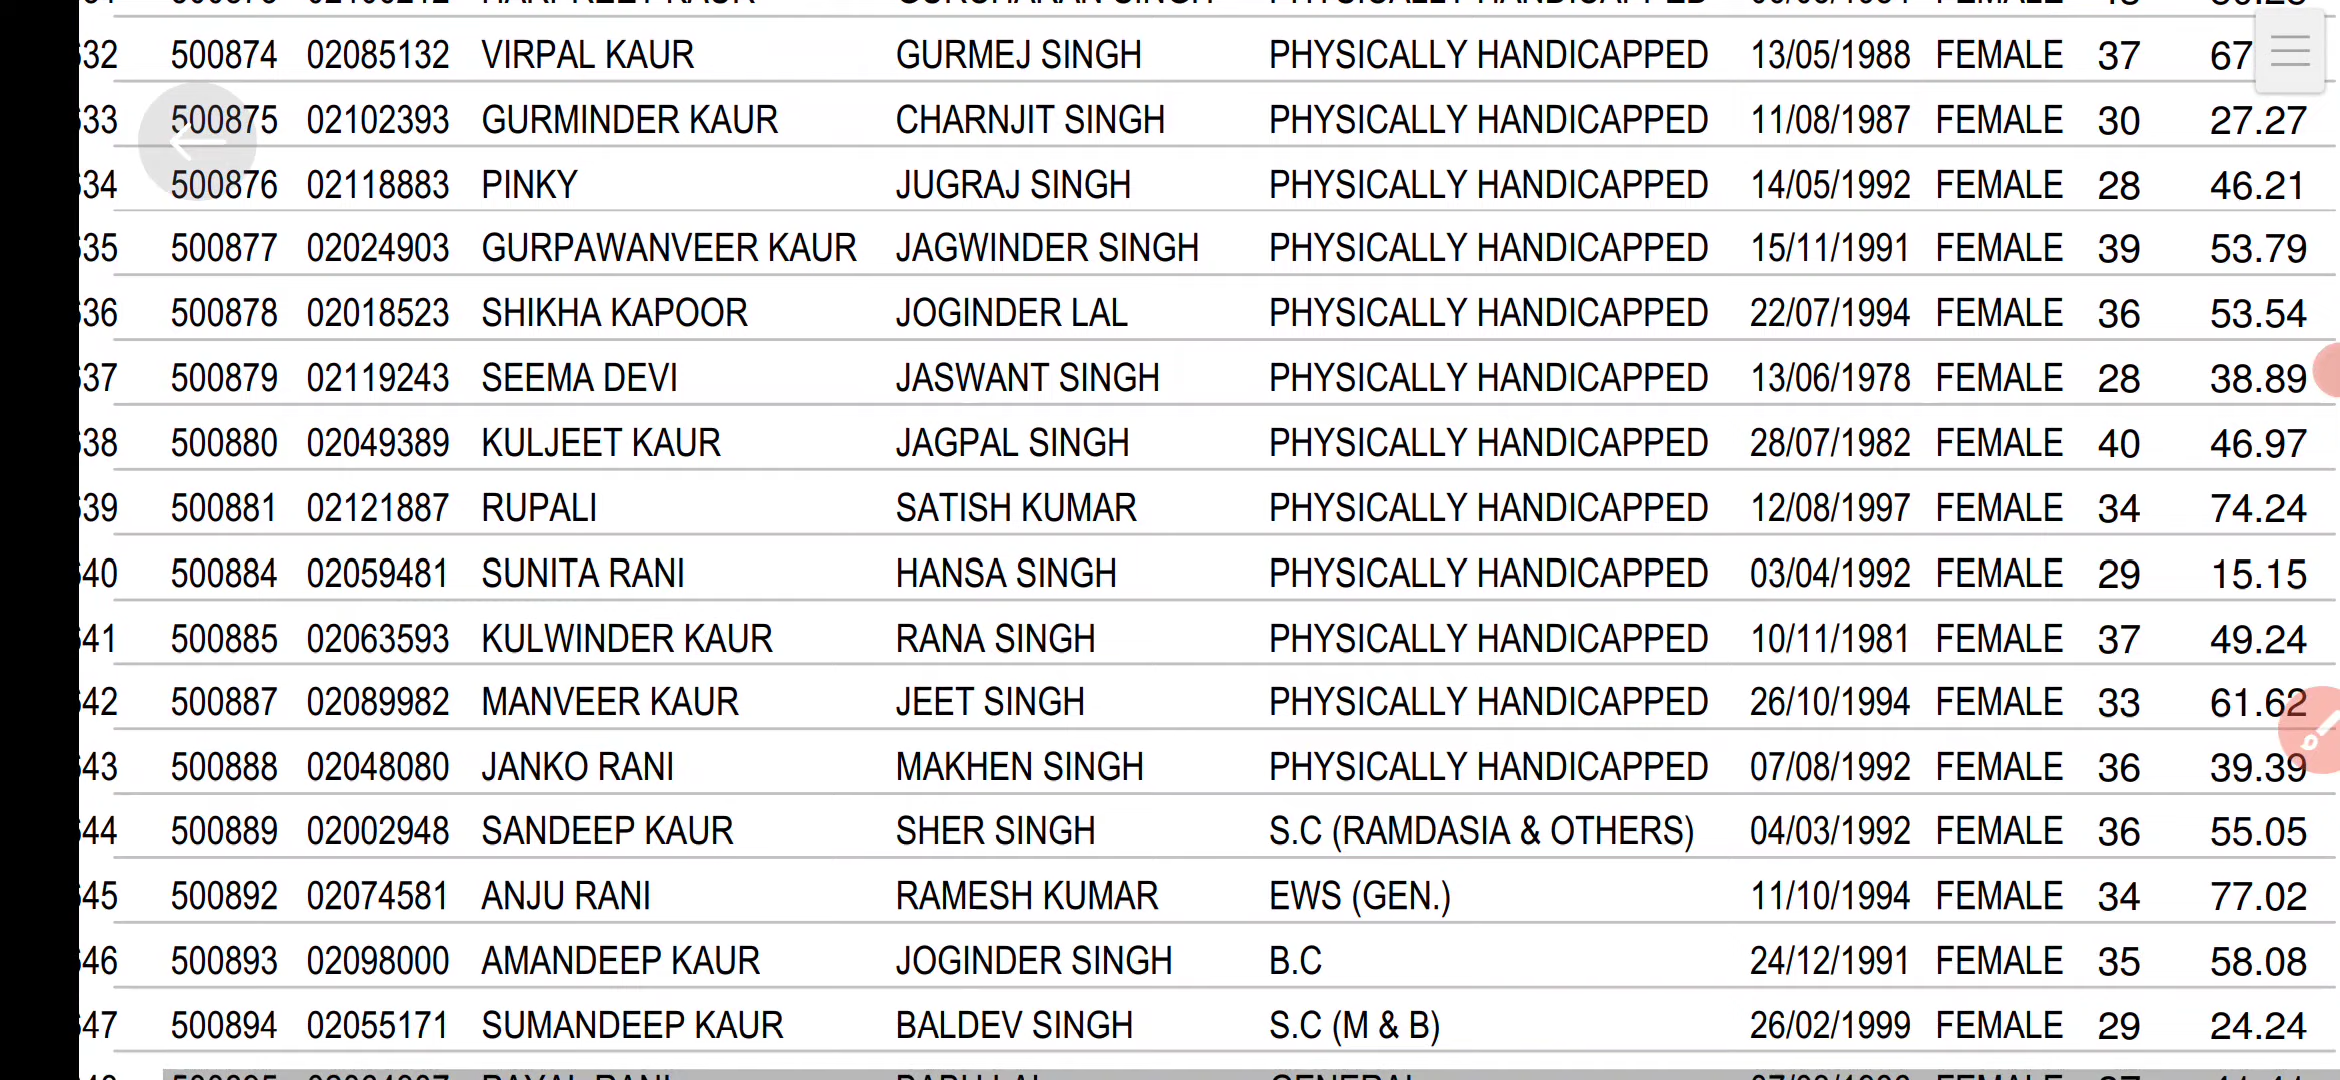 32 500874 02085132 VIRPAL KAUR GURMEJ SINGH PHYSICALLY HANDICAPPED 13/05/1988 FEMALE 37 67
33 500875 02102393 GURMINDER KAUR CHARNJIT SINGH PHYSICALLY HANDICAPPED 11/08/1987 FEMALE 30 27.27
34 500876 02118883 PINKY JUGRAJ SINGH PHYSICALLY HANDICAPPED 14/05/1992 FEMALE 28 46.21
35 500877 02024903 GURPAWANVEER KAUR JAGWINDER SINGH PHYSICALLY HANDICAPPED 15/11/1991 FEMALE 39 53.79
36 500878 02018523 SHIKHA KAPOOR JOGINDER LAL PHYSICALLY HANDICAPPED 22/07/1994 FEMALE 36 53.54
37 500879 02119243 SEEMA DEVI JASWANT SINGH PHYSICALLY HANDICAPPED 13/06/1978 FEMALE 28 38.89
38 500880 02049389 KULJEET KAUR JAGPAL SINGH PHYSICALLY HANDICAPPED 28/07/1982 FEMALE 40 46.97
39 500881 02121887 RUPALI SATISH KUMAR PHYSICALLY HANDICAPPED 12/08/1997 FEMALE 34 74.24
40 500884 02059481 SUNITA RANI HANSA SINGH PHYSICALLY HANDICAPPED 03/04/1992 FEMALE 29 15.15
41 500885 02063593 KULWINDER KAUR RANA SINGH PHYSICALLY HANDICAPPED 10/11/1981 FEMALE 37 49.24
42 500887 02089982 MANVEER KAUR JEET SINGH PHYSICALLY HANDICAPPED 26/10/1994 FEMALE 33 61.62
43 500888 02048080 JANKO RANI MAKHEN SINGH PHYSICALLY HANDICAPPED 07/08/1992 FEMALE 36 39.39
44 500889 02002948 SANDEEP KAUR SHER SINGH S.C (RAMDASIA & OTHERS) 04/03/1992 FEMALE 36 55.05
45 500892 02074581 ANJU RANI RAMESH KUMAR EWS (GEN.) 11/10/1994 FEMALE 34 77.02
46 500893 02098000 AMANDEEP KAUR JOGINDER SINGH B.C 24/12/1991 FEMALE 35 58.08
47 500894 02055171 SUMANDEEP KAUR BALDEV SINGH S.C (M & B) 26/02/1999 FEMALE 29 24.24